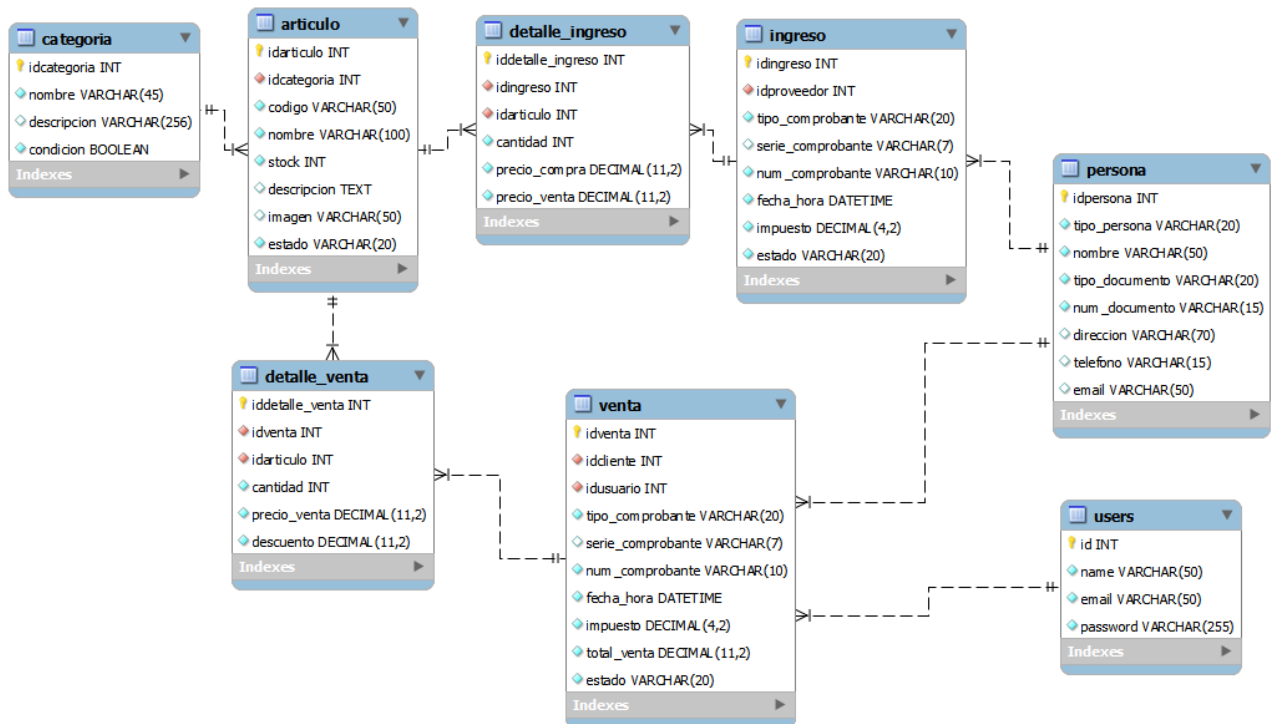 categoria
idcategoria INT
nombre VARCHAR(45)
descripcion VARCHAR(256)
condicion BOOLEAN
Indexes
articulo
idarticulo INT
idcategoria INT
codigo VARCHAR(50)
nombre VARCHAR(100)
stock INT
descripcion TEXT
imagen VARCHAR(50)
estado VARCHAR(20)
Indexes
detalle_ingreso
iddetalle_ingreso INT
idingreso INT
idarticulo INT
cantidad INT
precio_compra DECIMAL(11,2)
precio_venta DECIMAL(11,2)
Indexes
ingreso
idingreso INT
idproveedor INT
tipo_comprobante VARCHAR(20)
serie_comprobante VARCHAR(7)
num_comprobante VARCHAR(10)
fecha_hora DATETIME
impuesto DECIMAL(4,2)
estado VARCHAR(20)
Indexes
persona
idpersona INT
tipo_persona VARCHAR(20)
nombre VARCHAR(50)
tipo_documento VARCHAR(20)
num_documento VARCHAR(15)
direccion VARCHAR(70)
telefono VARCHAR(15)
email VARCHAR(50)
Indexes
detalle_venta
iddetalle_venta INT
idventa INT
idarticulo INT
cantidad INT
precio_venta DECIMAL(11,2)
descuento DECIMAL(11,2)
Indexes
venta
idventa INT
idcliente INT
idusuario INT
tipo_comprobante VARCHAR(20)
serie_comprobante VARCHAR(7)
num_comprobante VARCHAR(10)
fecha_hora DATETIME
impuesto DECIMAL(4,2)
total_venta DECIMAL(11,2)
estado VARCHAR(20)
Indexes
users
id INT
name VARCHAR(50)
email VARCHAR(50)
password VARCHAR(255)
Indexes